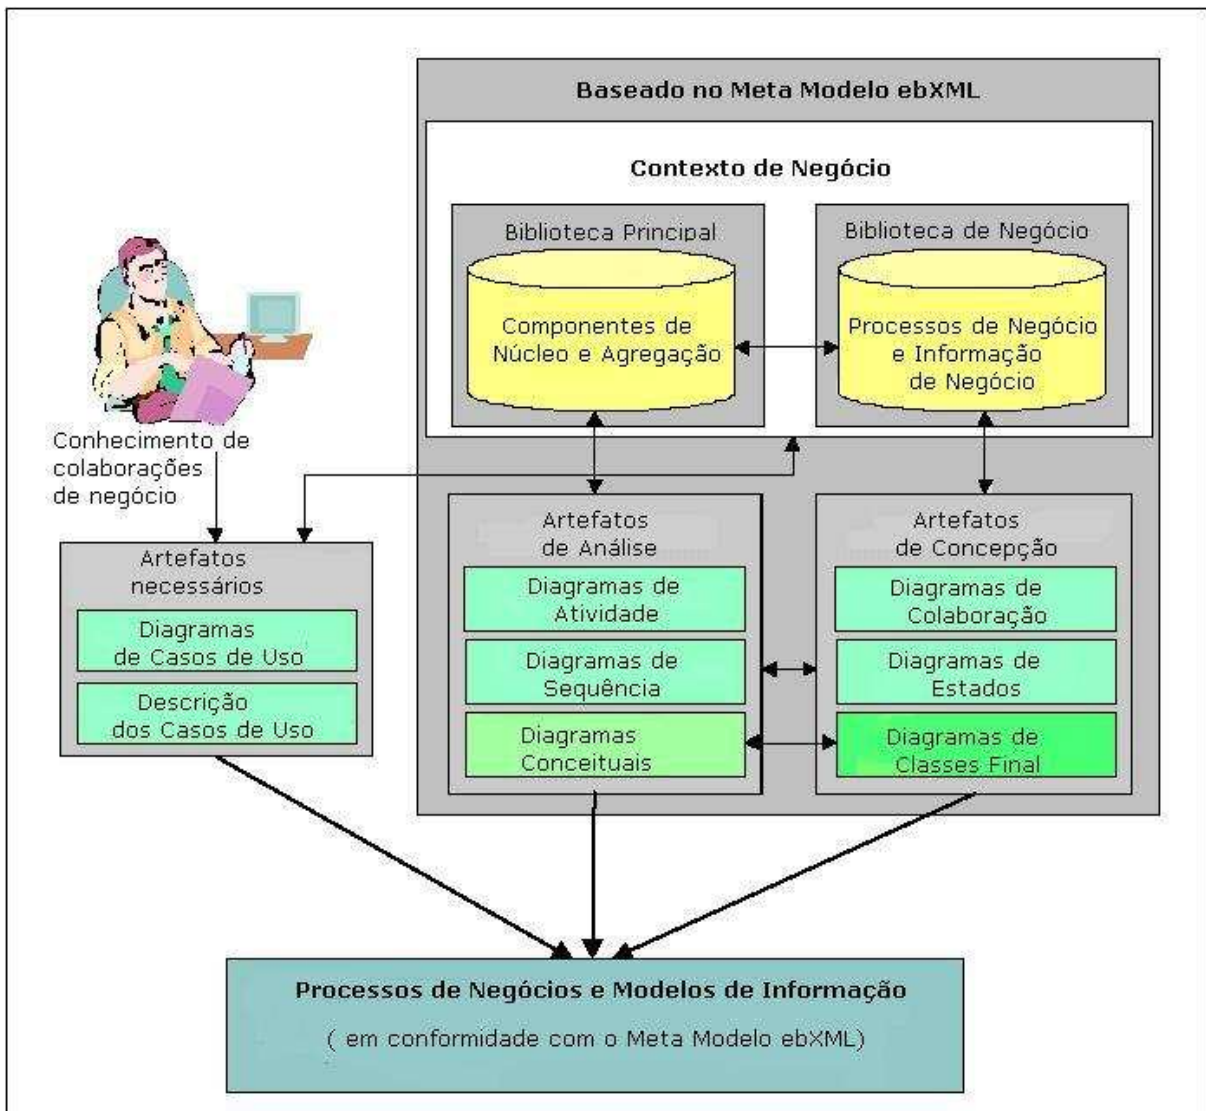 Baseado no Meta Modelo ebXML
Contexto de Negócio
Biblioteca Principal
Componentes de
Núcleo e Agregação
Biblioteca de Negócio
Processos de Negócio
e Informação
de Negócio
Conhecimento de
colaborações
de negócio
Artefatos
necessários
Diagramas
de Casos de Uso
Descrição
dos Casos de Uso
Artefatos
de Análise
Diagramas de
Atividade
Diagramas de
Sequência
Diagramas
Conceituais
Artefatos
de Concepção
Diagramas de
Colaboração
Diagramas de
Estados
Diagramas de
Classes Final
Processos de Negócios e Modelos de Informação
( em conformidade com o Meta Modelo ebXML)